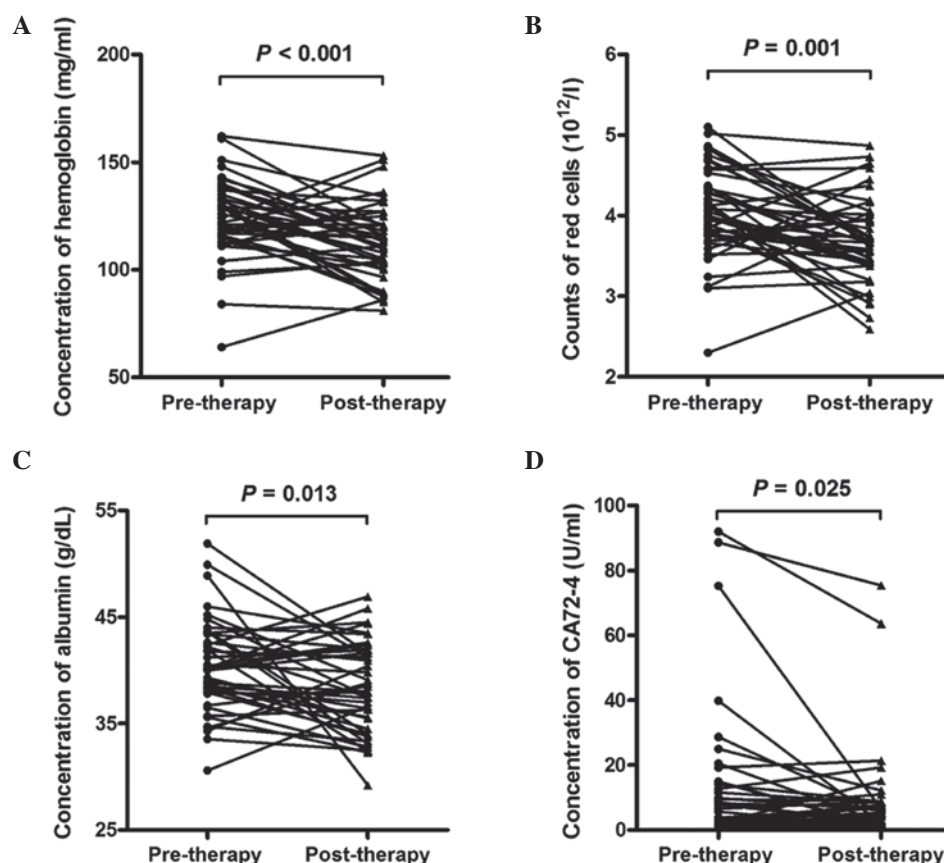 A
P < 0.001
Concentration of hemoglobin (mg/ml)
200
150
100
50
Pre-therapy Post-therapy
B
P = 0.001
Counts of red cells (10¹²/l)
6
5
4
3
2
Pre-therapy Post-therapy
C
P = 0.013
Concentration of albumin (g/dL)
55
45
35
25
Pre-therapy Post-therapy
D
P = 0.025
Concentration of CA72-4 (U/ml)
100
80
60
40
20
0
Pre-therapy Post-therapy